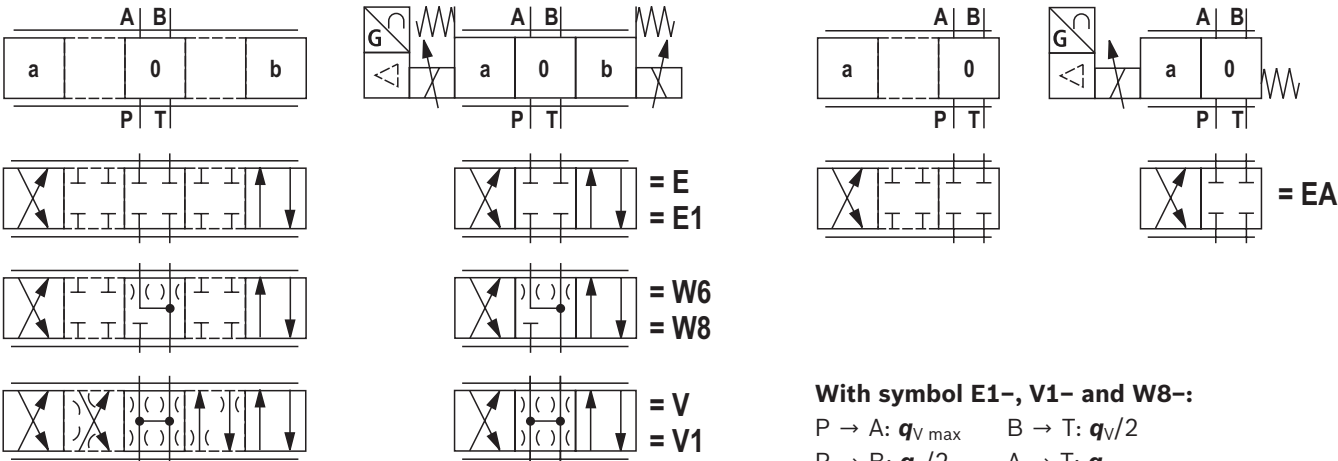 A B
a 0 b
P T
G
A B
a 0 b
P T
A B
a 0
P T
G
A B
a 0
P T
= E
= E1
= EA
= W6
= W8
= V
= V1
With symbol E1–, V1– and W8–:
P → A: qV max B → T: qV/2